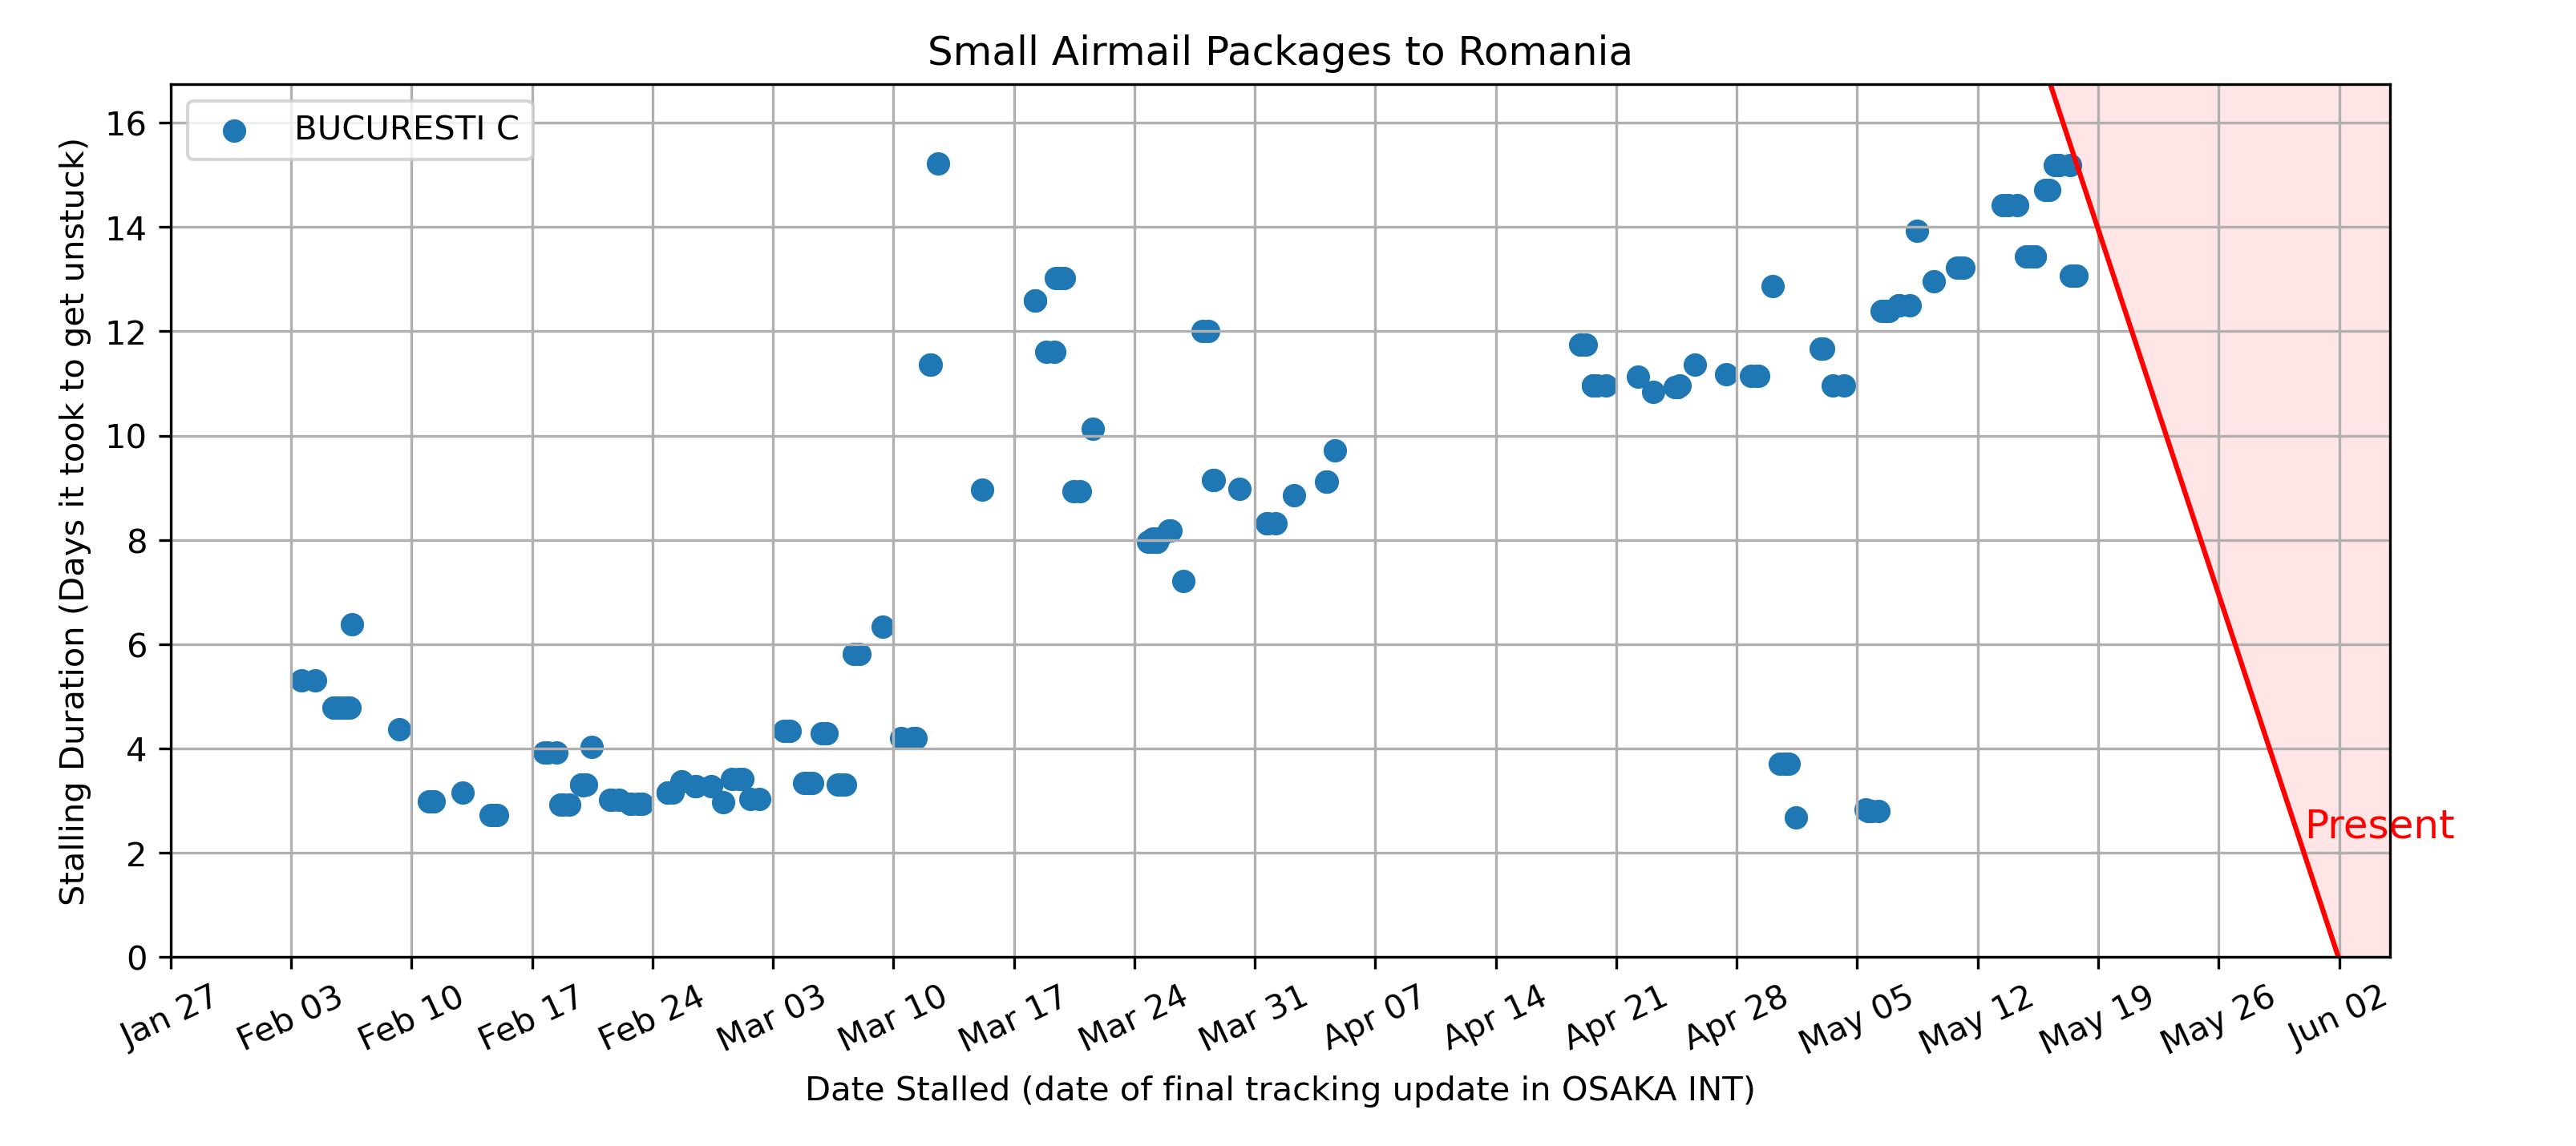 Small Airmail Packages to Romania
BUCURESTI C
Stalling Duration (Days it took to get unstuck)
16
14
12
10
8
6
4
2
0
Present
Jan 27
Feb 03
Feb 10
Feb 17
Feb 24
Mar 03
Mar 10
Mar 17
Mar 24
Mar 31
Apr 07
Apr 14
Apr 21
Apr 28
May 05
May 12
May 19
May 26
Jun 02
Date Stalled (date of final tracking update in OSAKA INT)